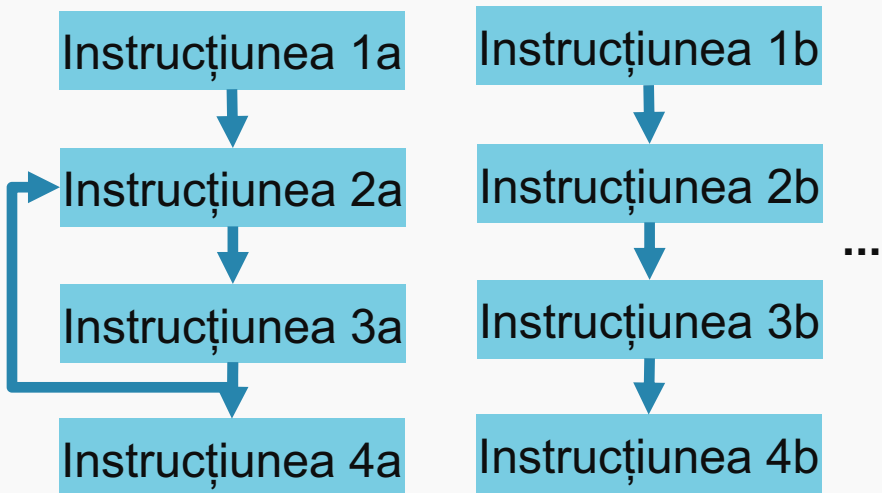 Instrucțiunea 1a
Instrucțiunea 2a
Instrucțiunea 3a
Instrucțiunea 4a
Instrucțiunea 1b
Instrucțiunea 2b
Instrucțiunea 3b
Instrucțiunea 4b
...